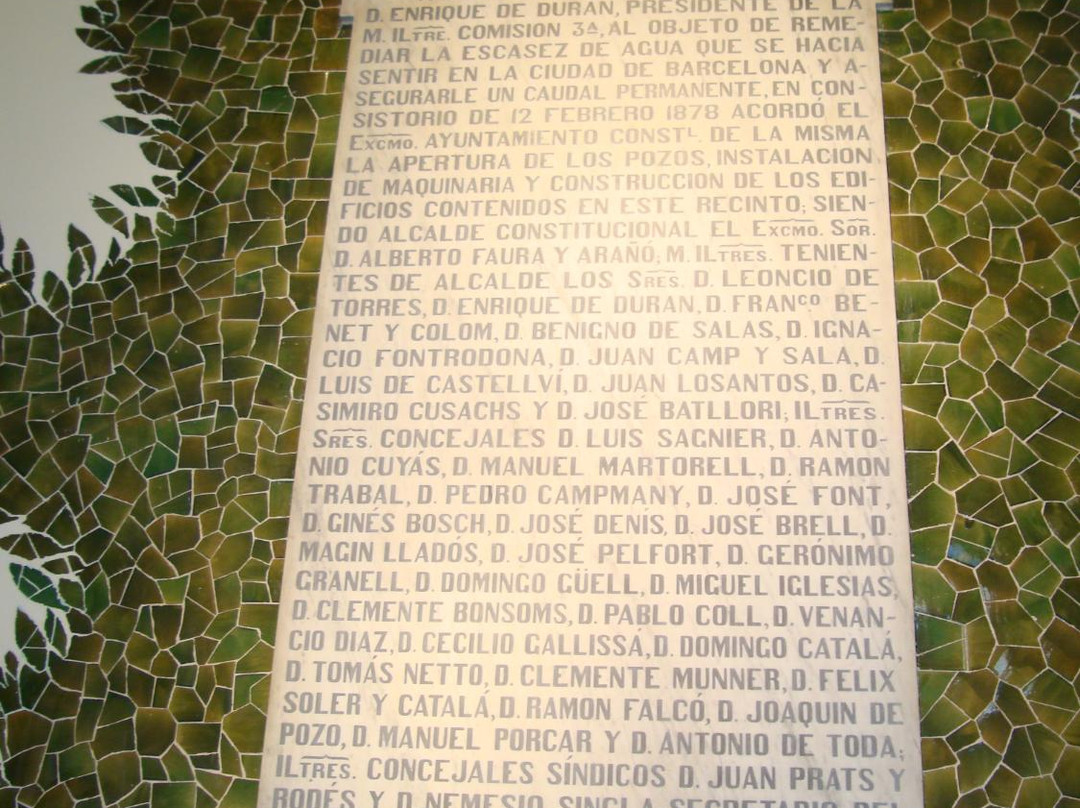 D. ENRIQUE DE DURAN, PRESIDENTE DE LA
M. ILTRE. COMISION 3ª, AL OBJETO DE REME-
DIAR LA ESCASEZ DE AGUA QUE SE HACIA
SENTIR EN LA CIUDAD DE BARCELONA Y A-
SEGURARLE UN CAUDAL PERMANENTE, EN CON-
SISTORIO DE 12 FEBRERO 1878 ACORDÓ EL
EXCMO. AYUNTAMIENTO CONSTL. DE LA MISMA
LA APERTURA DE LOS POZOS, INSTALACION
DE MAQUINARIA Y CONSTRUCCION DE LOS EDI-
FICIOS CONTENIDOS EN ESTE RECINTO; SIEN-
DO ALCALDE CONSTITUCIONAL EL EXCMO. SOR.
D. ALBERTO FAURA Y ARAÑÓ; M. ILTRES. TENIEN-
TES DE ALCALDE LOS SRES. D. LEONCIO DE
TORRES, D. ENRIQUE DE DURAN, D. FRANCO. BE-
NET Y COLOM, D. BENIGNO DE SALAS, D. IGNA-
CIO FONTRODONA, D. JUAN CAMP Y SALA, D.
LUIS DE CASTELLVÍ, D. JUAN LOSANTOS, D. CA-
SIMIRO CUSACHS Y D. JOSÉ BATLLORI; ILTRES.
SRES. CONCEJALES D. LUIS SAGNIER, D. ANTO-
NIO CUYÁS, D. MANUEL MARTORELL, D. RAMON
TRABAL, D. PEDRO CAMPMANY, D. JOSÉ FONT,
D. GINÉS BOSCH, D. JOSÉ DENÍS, D. JOSÉ BRELL, D.
MAGIN LLADÓS, D. JOSÉ PELFORT, D. GERÓNIMO
GRANELL, D. DOMINGO GÜELL, D. MIGUEL IGLESIAS,
D. CLEMENTE BONSOMS, D. PABLO COLL, D. VENAN-
CIO DIAZ, D. CECILIO GALLISSÁ, D. DOMINGO CATALÁ,
D. TOMÁS NETTO, D. CLEMENTE MUNNER, D. FELIX
SOLER Y CATALÁ, D. RAMON FALCÓ, D. JOAQUIN DE
POZO, D. MANUEL PORCAR Y D. ANTONIO DE TODA;
ILTRES. CONCEJALES SÍNDICOS D. JUAN PRATS Y
RODÉS Y D. NEMESIO SINGLA SECRETARIO DEL